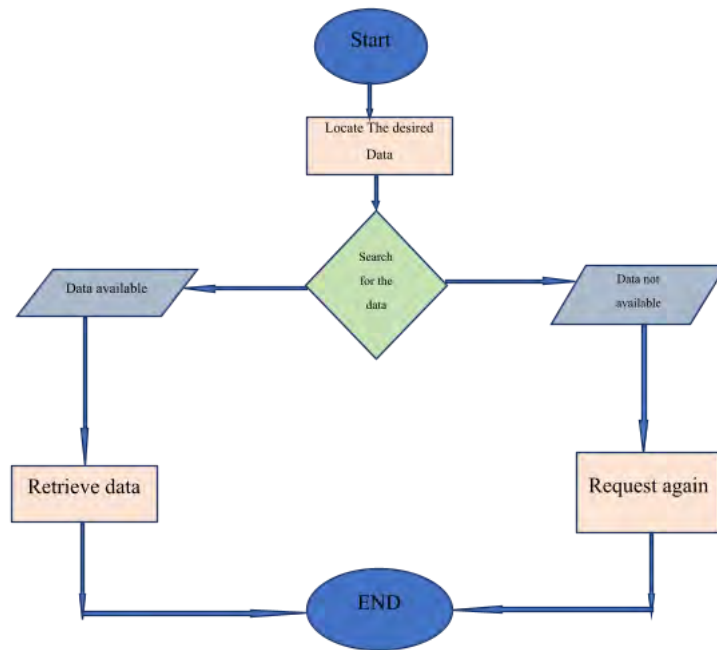 Start
Locate The desired
Data
Search
for the
data
Data available
Data not
available
Retrieve data
Request again
END